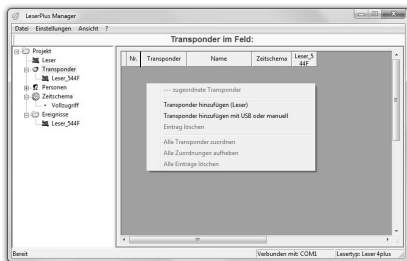 LeserPlus Manager
Datei Einstellungen Ansicht ?
Transponder im Feld:
Projekt
Leser
Transponder
Leser_544F
Personen
Zeitschema
Vollzugriff
Ereignisse
Leser_544F
Nr. Transponder Name Zeitschema Leser_5
44F
--- zugeordnete Transponder
Transponder hinzufügen (Leser)
Transponder hinzufügen mit USB oder manuell
Eintrag löschen
Alle Transponder zuordnen
Alle Zuordnungen aufheben
Alle Einträge löschen
Bereit Verbunden mit: COM1 Lesertyp: Leser 4plus